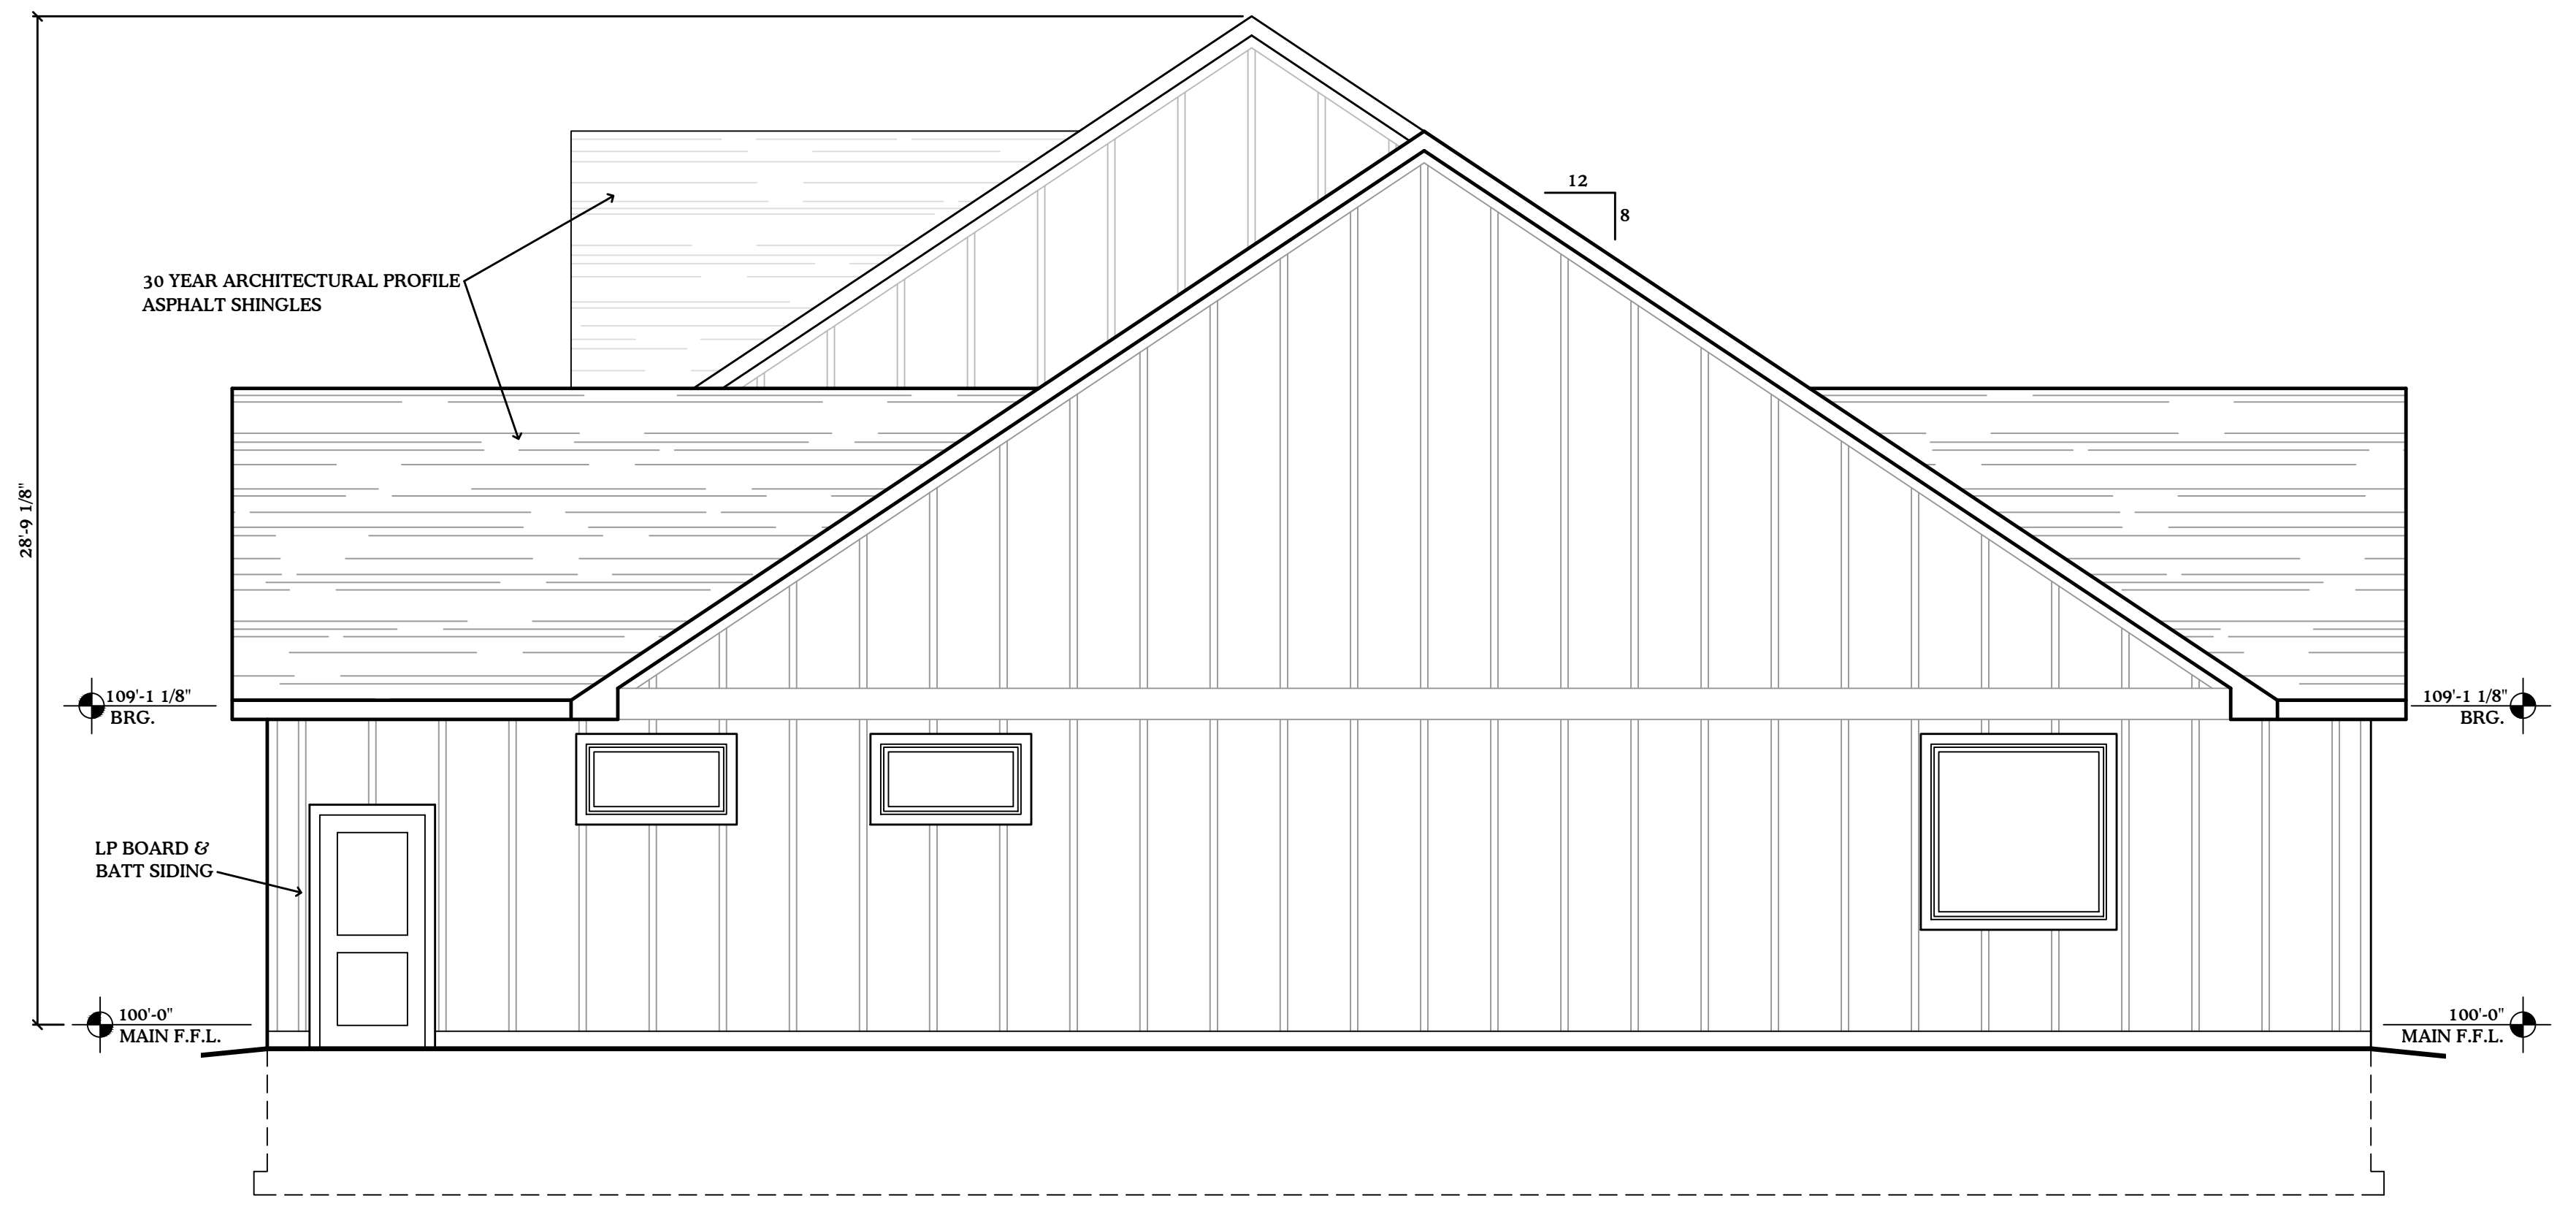 12
8
30 YEAR ARCHITECTURAL PROFILE
ASPHALT SHINGLES
28'-9 1/8"
109'-1 1/8"
BRG.
109'-1 1/8"
BRG.
LP BOARD &
BATT SIDING
100'-0"
MAIN F.F.L.
100'-0"
MAIN F.F.L.